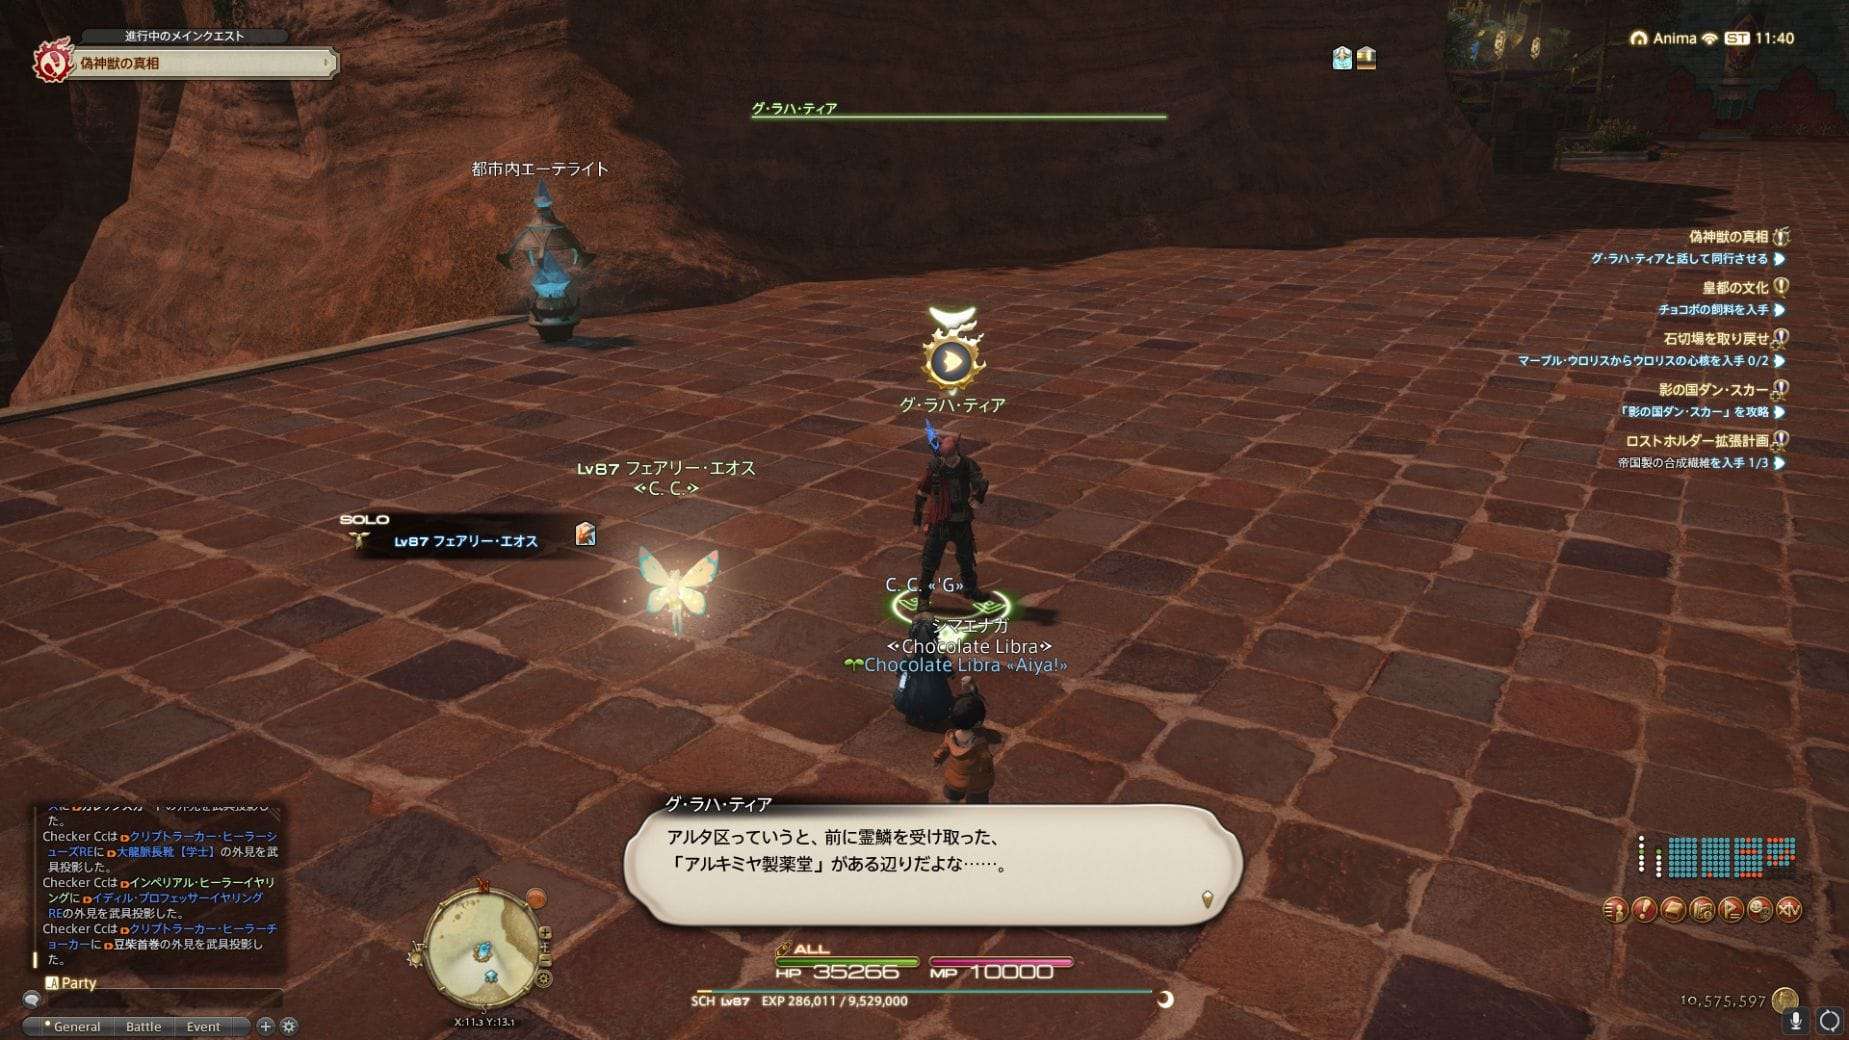 進行中のメインクエスト
偽神獣の真相
Anima ST 11:40
グ・ラハ・ティア
都市内エーテライト
偽神獣の真相
グ・ラハ・ティアと話して同行させる
皇都の文化
チョコボの飼料を入手
石切場を取り戻せ
マーブル・ウロリスからウロリスの心核を入手 0/2
影の国ダン・スカー
「影の国ダン・スカー」を攻略
ロストホルダー拡張計画
帝国製の合成繊維を入手 1/3
グ・ラハ・ティア
Lv87 フェアリー・エオス
«C. C.»
SOLO
Lv87 フェアリー・エオス
C. C. «'G»
シマエナガ
«Chocolate Libra»
Chocolate Libra «Aiya!»
グ・ラハ・ティア
アルタ区っていうと、前に霊鱗を受け取った、
「アルキミヤ製薬堂」がある辺りだよな……。
た。
Checker Ccはクリプトラーカー・ヒーラーシ
ューズREに大龍脈長靴【学士】の外見を武
具投影した。
Checker Ccはインペリアル・ヒーラーイヤリ
ングにイディル・プロフェッサーイヤリング
REの外見を武具投影した。
Checker Ccはクリプトラーカー・ヒーラーチ
ョーカーに豆柴首巻の外見を武具投影し
た。
Party
General Battle Event
X:11.3 Y:13.1
ALL
HP 35266 MP 10000
SCH Lv87 EXP 286,011 / 9,529,000
XIV
10,575,597